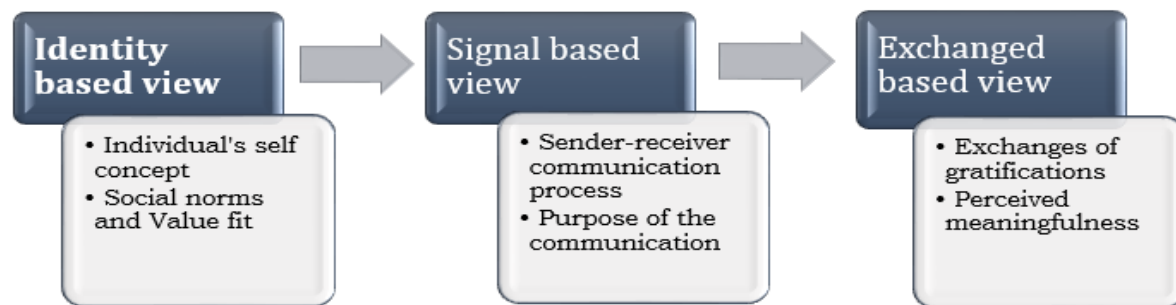 Identity
based view
• Individual's self
concept
• Social norms
and Value fit
Signal based
view
• Sender-receiver
communication
process
• Purpose of the
communication
Exchanged
based view
• Exchanges of
gratifications
• Perceived
meaningfulness